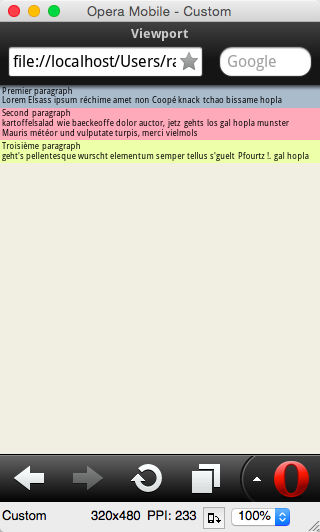 Opera Mobile - Custom
Viewport
file://localhost/Users/ra
Google
Premier paragraph
Lorem Elsass ipsum réchime amet non Coopé knack tchao bissame hopla
Second paragraph
kartoffelsalad wie baeckeoffe dolor auctor, jetz gehts los gal hopla munster
Mauris météor und vulputate turpis, merci vielmols
Troisième paragraph
geht's pellentesque wurscht elementum semper tellus s'guelt Pfourtz !. gal hopla
Custom 320x480 PPI: 233 100%